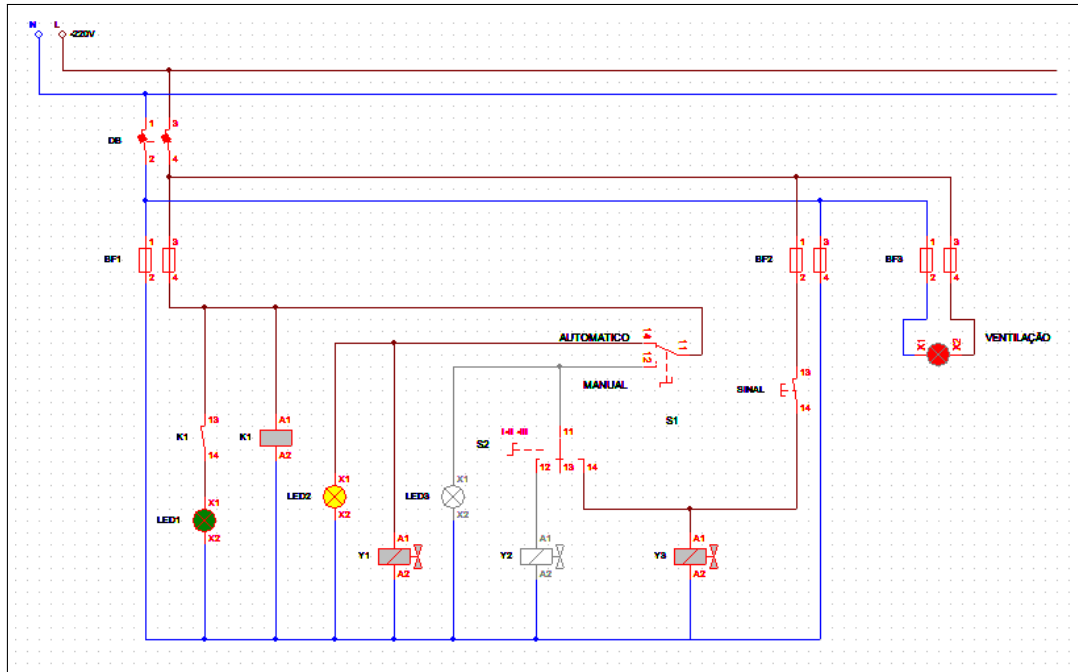 N L
-220V
1 3
DB
2 4
1 3 1 3 1 3
BF1 BF2 BF3
2 4 2 4 2 4
AUTOMATICO 14 11 VENTILAÇÃO
12 X1 X2
MANUAL 13
SINAL
14
S1
13 A1 I-II-III 11
K1 K1 S2
14 A2 12 13 14
X1 X1 X1
LED2 LED3
X1 X2 X2
LED1
X2 A1 A1 A1
Y1 Y2 Y3
A2 A2 A2